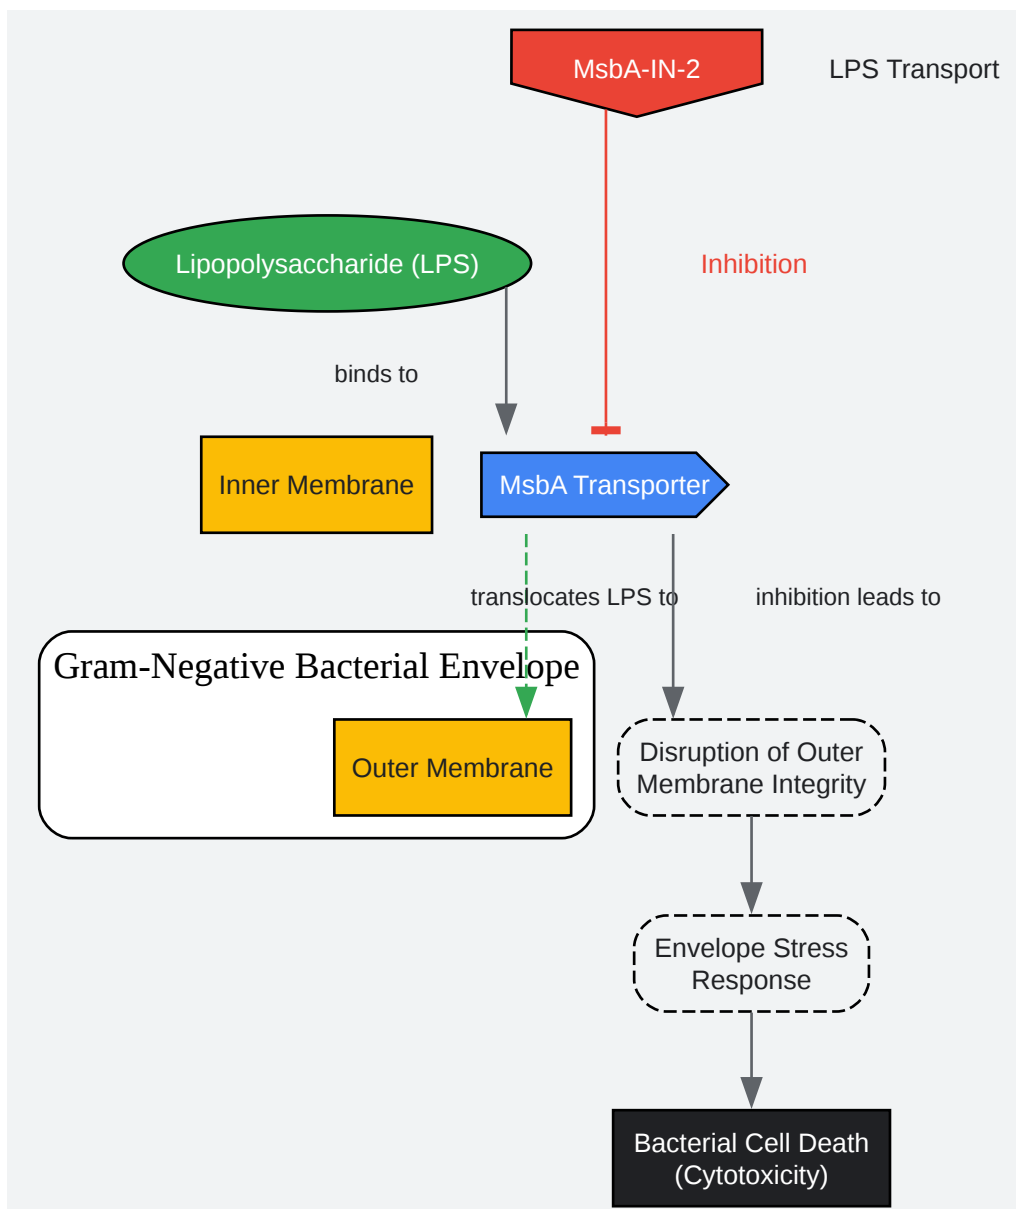 MsbA-IN-2
LPS Transport
Lipopolysaccharide (LPS)
Inhibition
binds to
Inner Membrane
MsbA Transporter
translocates LPS to
inhibition leads to
Gram-Negative Bacterial Envelope
Outer Membrane
Disruption of Outer
Membrane Integrity
Envelope Stress
Response
Bacterial Cell Death
(Cytotoxicity)